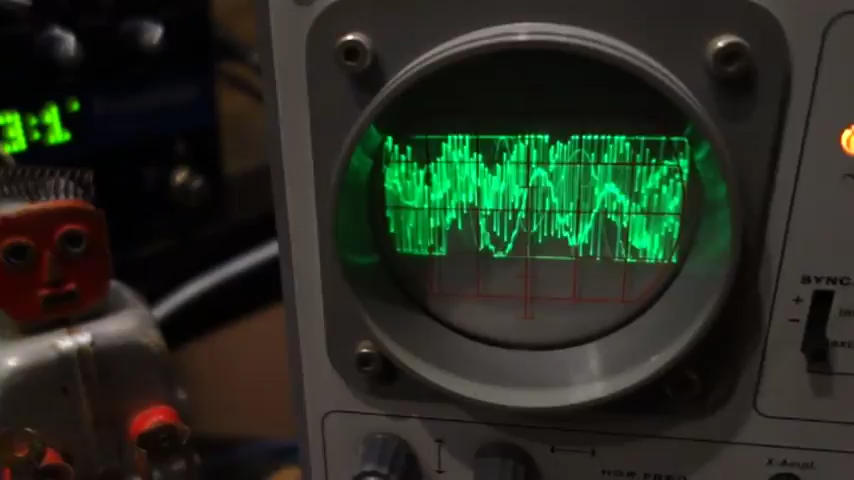 3:1
SYNC.
+
-
HOR.FREQ
X-Ampl.